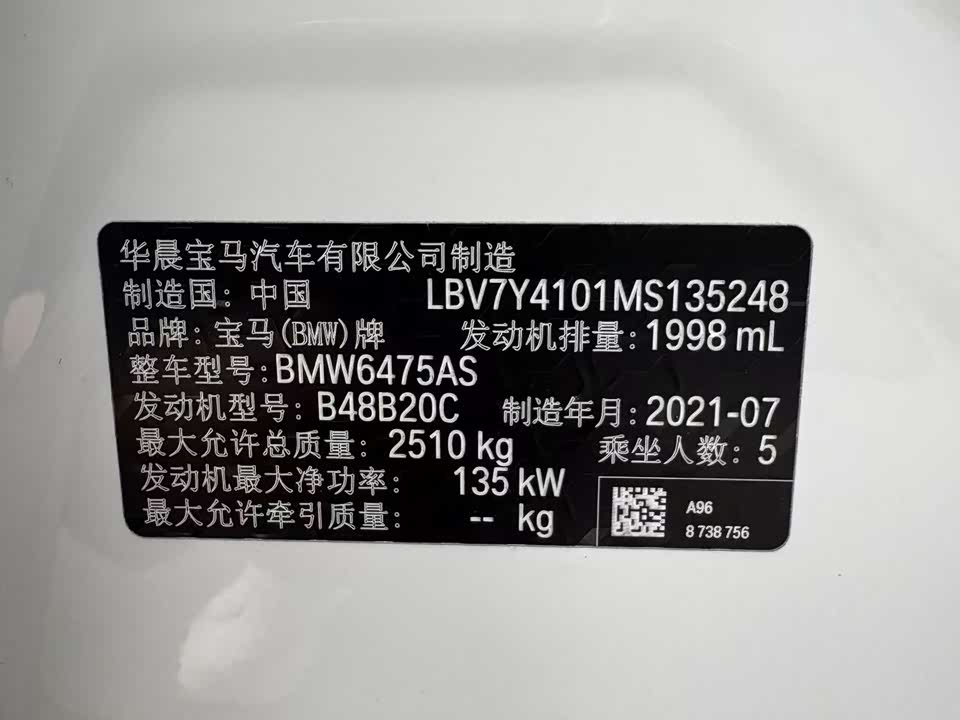 华晨宝马汽车有限公司制造
制造国：中国 LBV7Y4101MS135248
品牌：宝马(BMW)牌 发动机排量：1998 mL
整车型号：BMW6475AS
发动机型号：B48B20C 制造年月：2021-07
最大允许总质量：2510 kg 乘坐人数：5
发动机最大净功率：135 kW
最大允许牵引质量：-- kg
A96
8 738 756